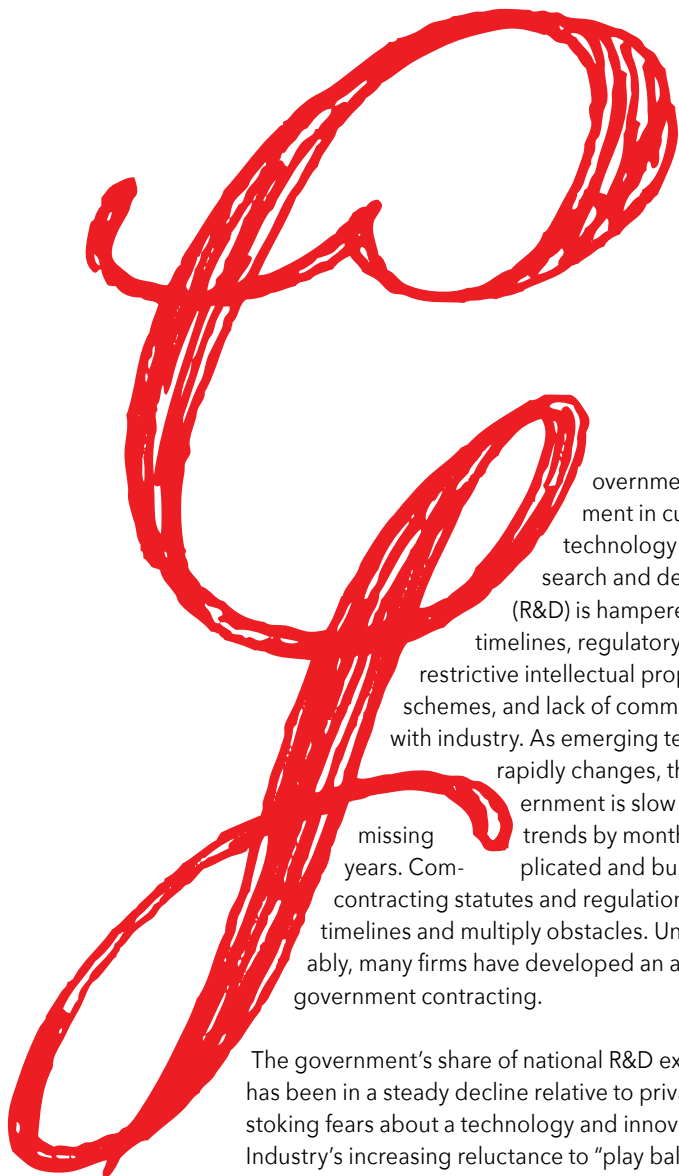 Governme
ment in cu
technology
search and de
(R&D) is hampere
timelines, regulatory
restrictive intellectual prop
schemes, and lack of comm
with industry. As emerging te
rapidly changes, th
ernment is slow
missing trends by month
years. Com- plicated and bu
contracting statutes and regulation
timelines and multiply obstacles. Un
ably, many firms have developed an a
government contracting.
The government’s share of national R&D ex
has been in a steady decline relative to priva
stoking fears about a technology and innov
Industry’s increasing reluctance to “play bal